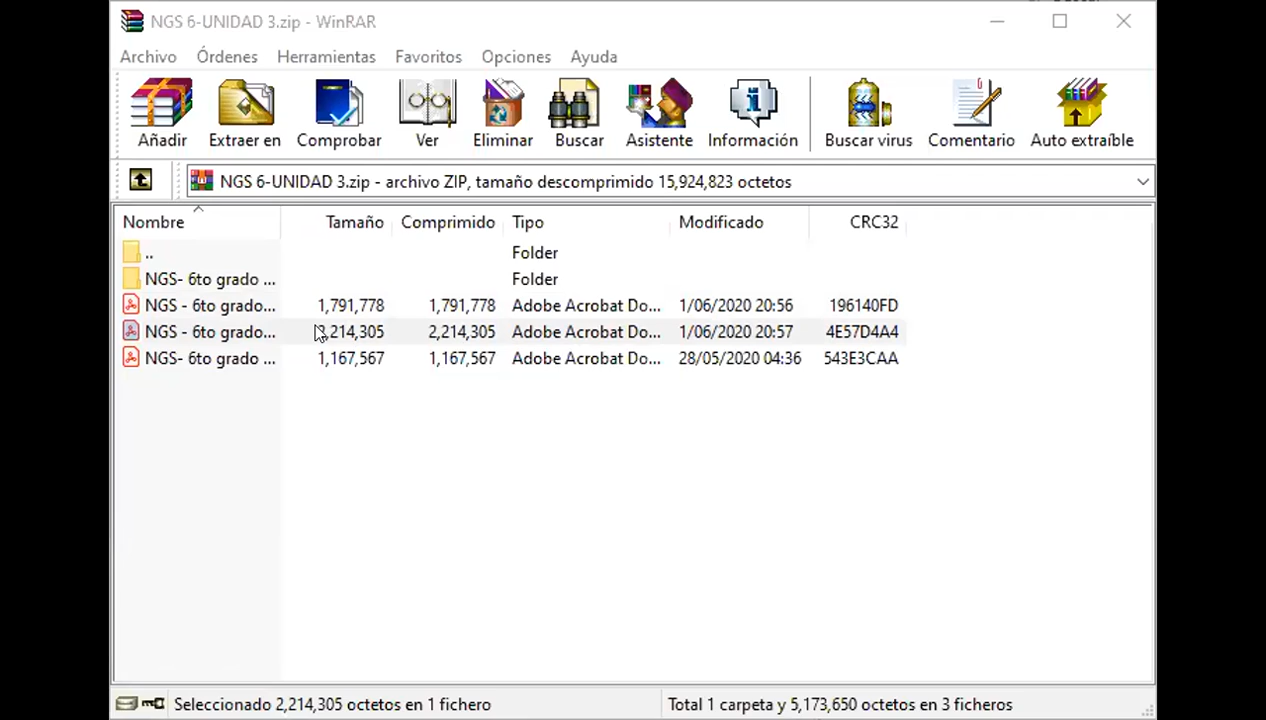 NGS 6-UNIDAD 3.zip - WinRAR
Archivo Órdenes Herramientas Favoritos Opciones Ayuda
Añadir Extraer en Comprobar Ver Eliminar Buscar Asistente Información Buscar virus Comentario Auto extraíble
NGS 6-UNIDAD 3.zip - archivo ZIP, tamaño descomprimido 15,924,823 octetos
Nombre Tamaño Comprimido Tipo Modificado CRC32
.. Folder
NGS- 6to grado ... Folder
NGS - 6to grado... 1,791,778 1,791,778 Adobe Acrobat Do... 1/06/2020 20:56 196140FD
NGS - 6to grado... 2,214,305 2,214,305 Adobe Acrobat Do... 1/06/2020 20:57 4E57D4A4
NGS- 6to grado ... 1,167,567 1,167,567 Adobe Acrobat Do... 28/05/2020 04:36 543E3CAA
Seleccionado 2,214,305 octetos en 1 fichero Total 1 carpeta y 5,173,650 octetos en 3 ficheros